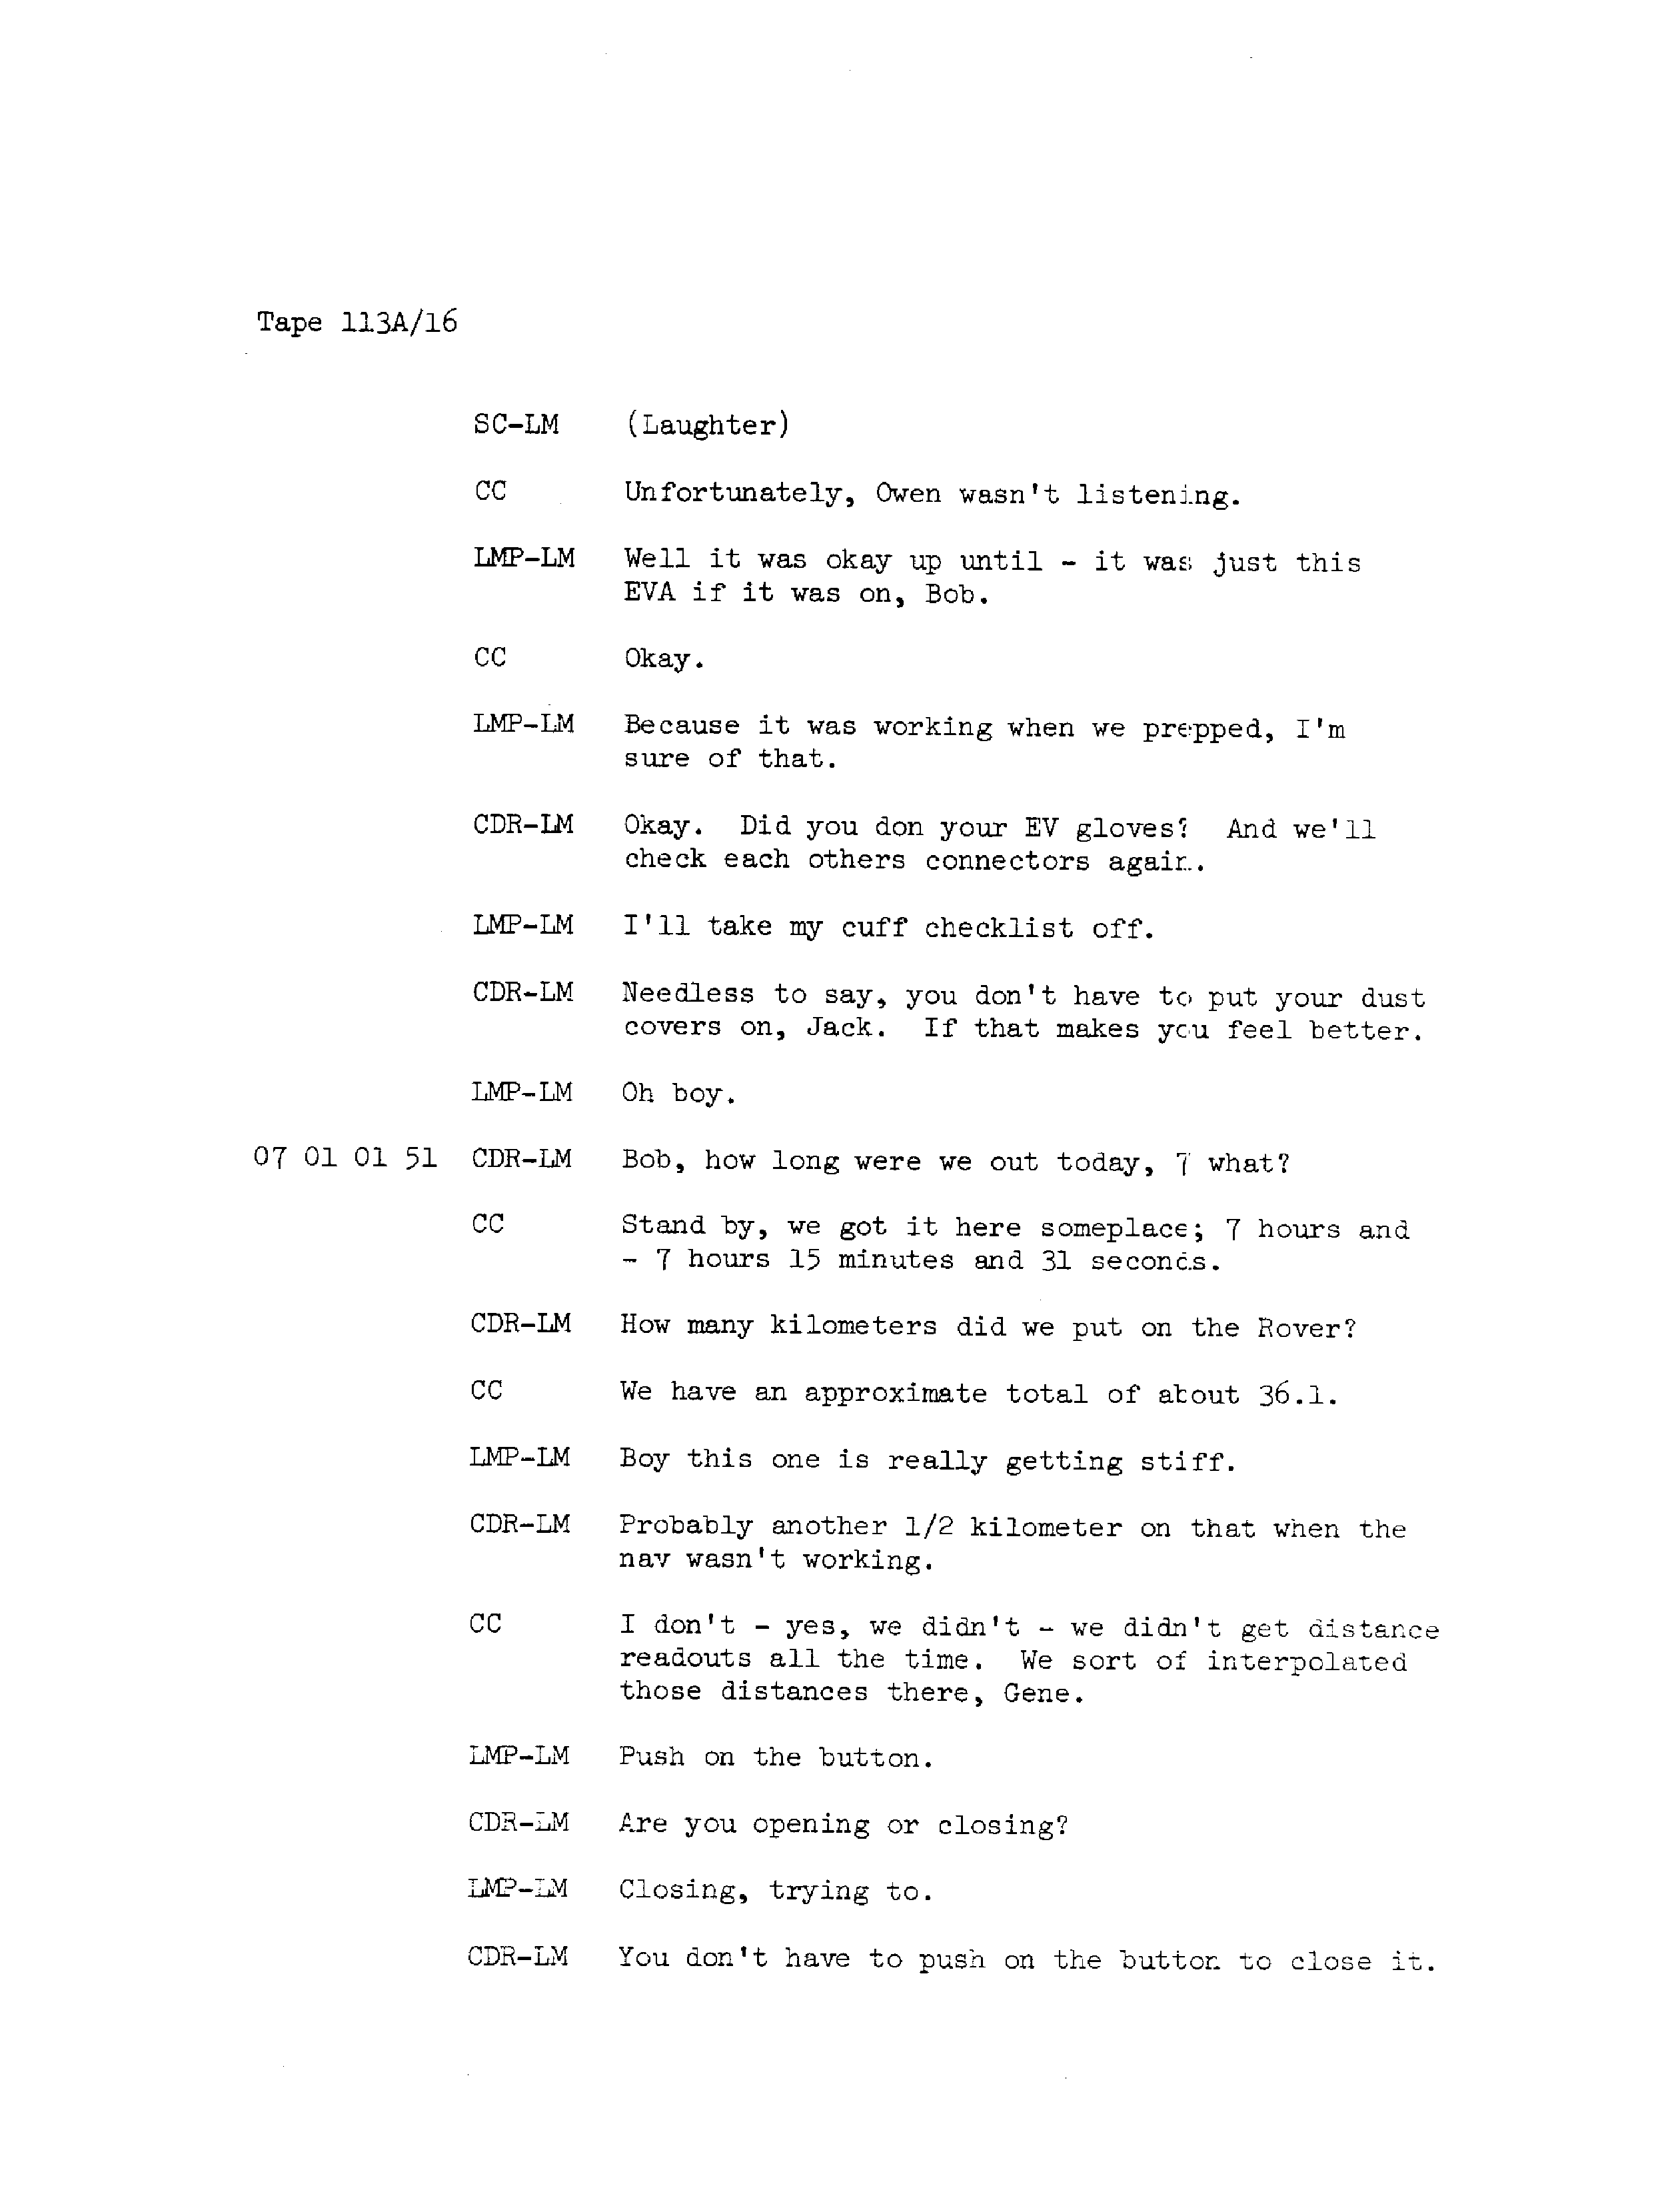 Tape 113A/16
SC-LM (Laughter)
CC Unfortunately, Owen wasn't listening.
LMP-LM Well it was okay up until - it was just this
EVA if it was on, Bob.
CC Okay.
LMP-LM Because it was working when we prepped, I'm
sure of that.
CDR-LM Okay. Did you don your EV gloves? And we'll
check each others connectors again.
LMP-LM I'll take my cuff checklist off.
CDR-LM Needless to say, you don't have to put your dust
covers on, Jack. If that makes you feel better.
LMP-LM Oh boy.
07 01 01 51 CDR-LM Bob, how long were we out today, 7 what?
CC Stand by, we got it here someplace; 7 hours and
- 7 hours 15 minutes and 31 seconds.
CDR-LM How many kilometers did we put on the Rover?
CC We have an approximate total of about 36.1.
LMP-LM Boy this one is really getting stiff.
CDR-LM Probably another 1/2 kilometer on that when the
nav wasn't working.
CC I don't - yes, we didn't - we didn't get distance
readouts all the time. We sort of interpolated
those distances there, Gene.
LMP-LM Push on the button.
CDR-LM Are you opening or closing?
LMP-LM Closing, trying to.
CDR-LM You don't have to push on the button to close it.